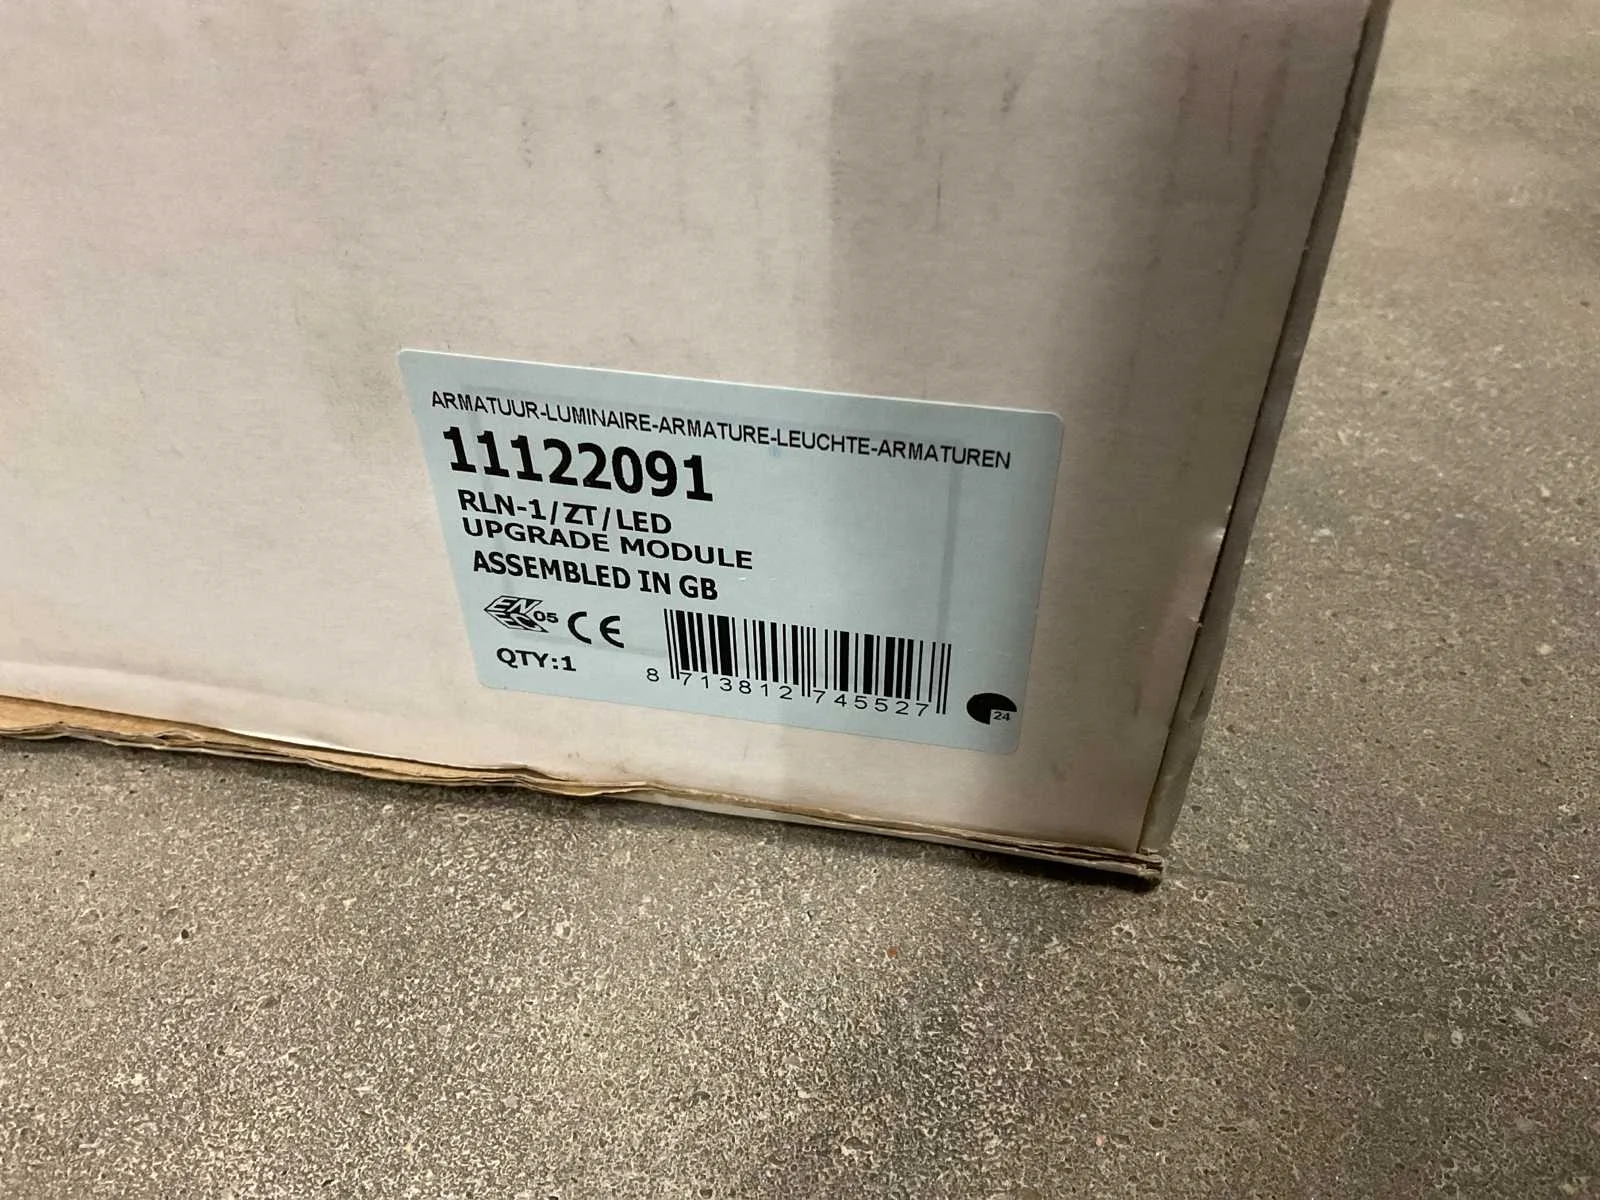 ARMATUUR-LUMINAIRE-ARMATURE-LEUCHTE-ARMATUREN
11122091
RLN-1/ZT/LED
UPGRADE MODULE
ASSEMBLED IN GB
EN EC 05 CE
QTY:1
8 713812 745527
24